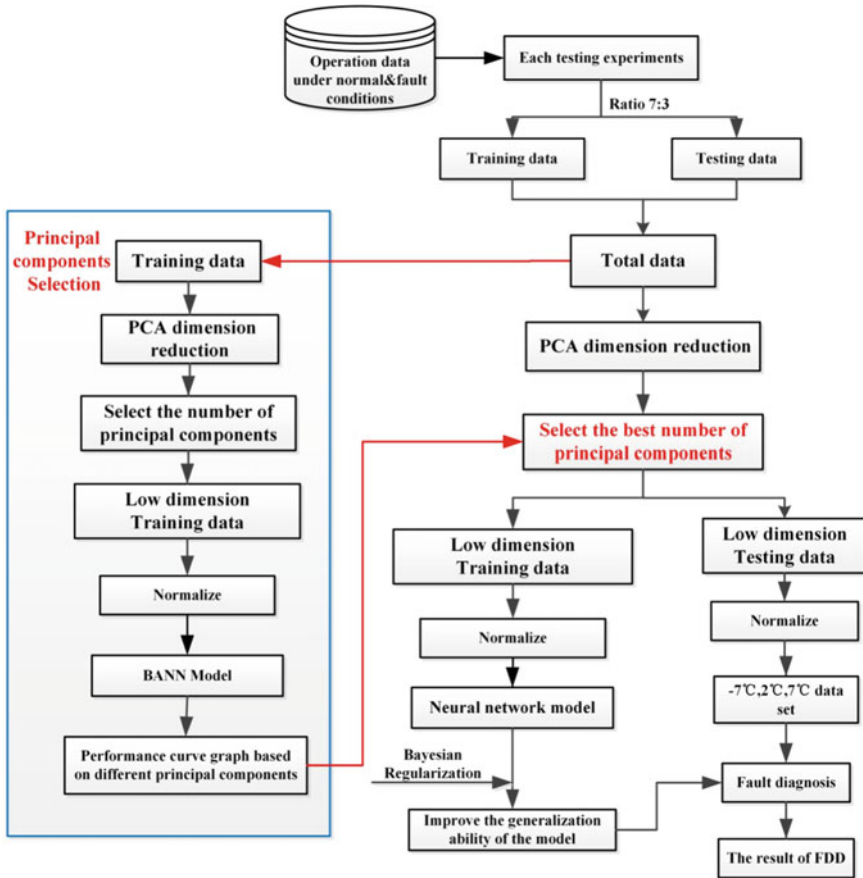 Operation data
under normal&fault
conditions
Each testing experiments
Ratio 7:3
Training data
Testing data
Total data
PCA dimension reduction
Select the best number of
principal components
Principal
components
Selection
Training data
PCA dimension
reduction
Select the number of
principal components
Low dimension
Training data
Normalize
BANN Model
Performance curve graph based
on different principal components
Low dimension
Training data
Normalize
Neural network model
Bayesian
Regularization
Improve the generalization
ability of the model
Low dimension
Testing data
Normalize
-7℃,2℃,7℃ data
set
Fault diagnosis
The result of FDD